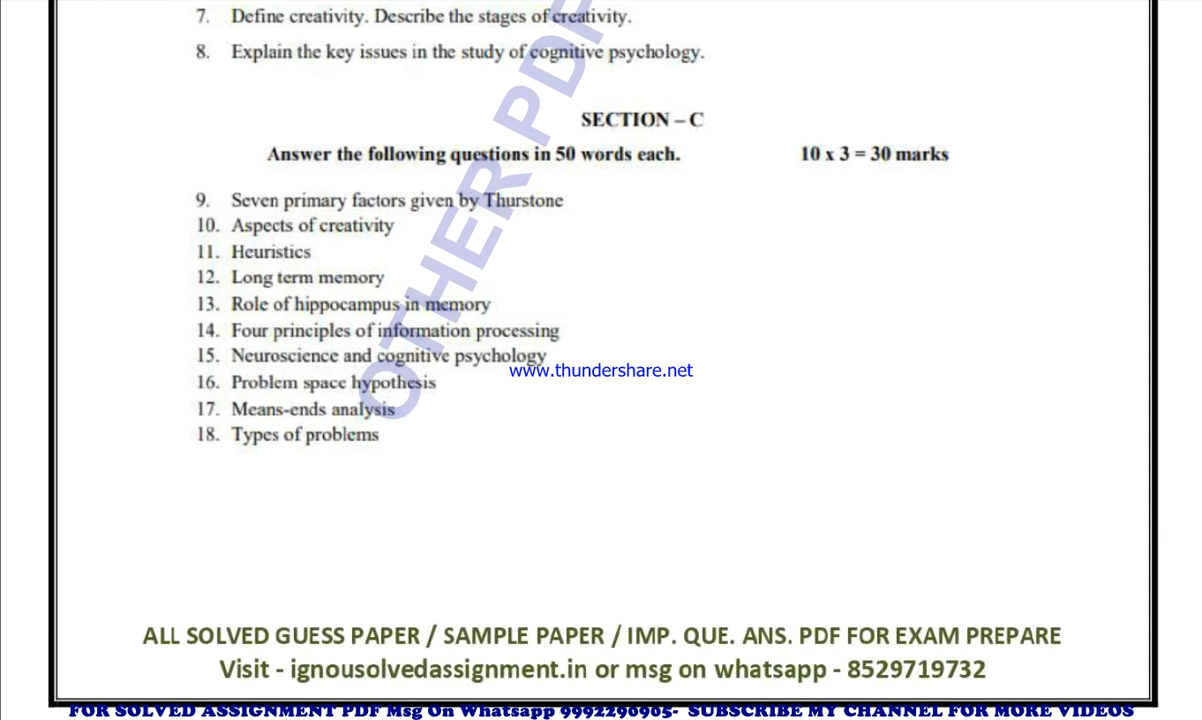 7. Define creativity. Describe the stages of creativity.
8. Explain the key issues in the study of cognitive psychology.
SECTION – C
Answer the following questions in 50 words each. 10 x 3 = 30 marks
9. Seven primary factors given by Thurstone
10. Aspects of creativity
11. Heuristics
12. Long term memory
13. Role of hippocampus in memory
14. Four principles of information processing
15. Neuroscience and cognitive psychology
www.thundershare.net
16. Problem space hypothesis
17. Means-ends analysis
18. Types of problems
OTHER PDF
ALL SOLVED GUESS PAPER / SAMPLE PAPER / IMP. QUE. ANS. PDF FOR EXAM PREPARE
Visit - ignousolvedassignment.in or msg on whatsapp - 8529719732
FOR SOLVED ASSIGNMENT PDF Msg On Whatsapp 9992290905- SUBSCRIBE MY CHANNEL FOR MORE VIDEOS